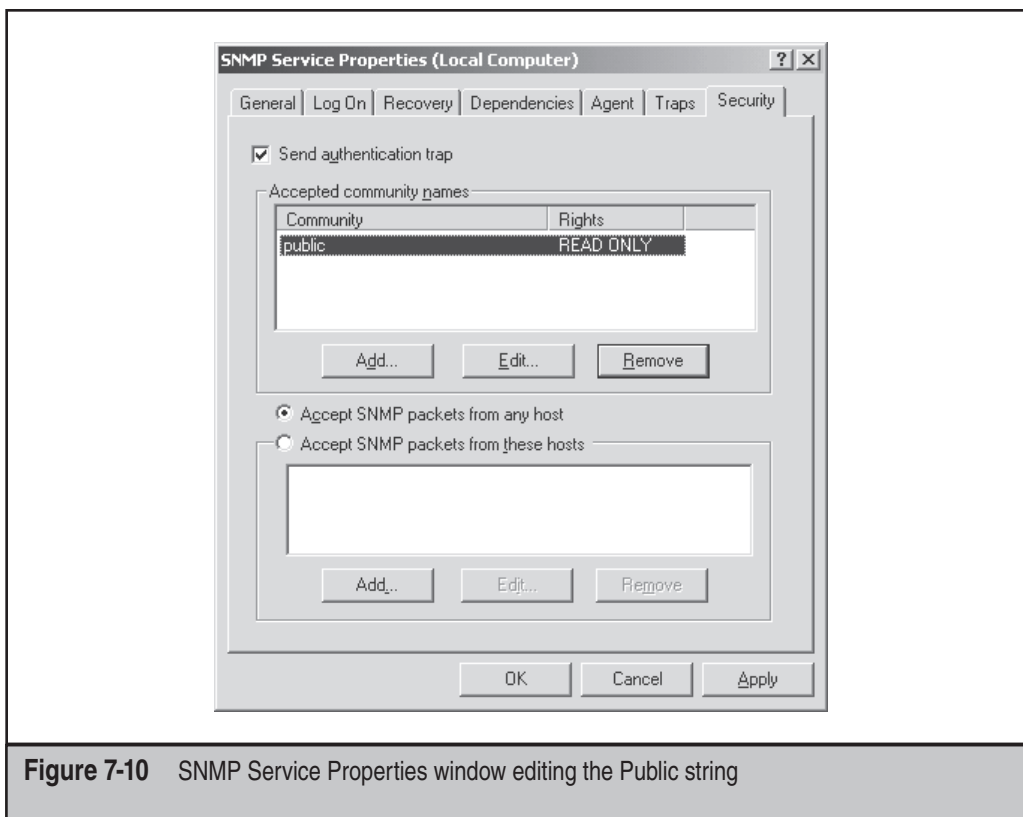 SNMP Service Properties (Local Computer)
General Log On Recovery Dependencies Agent Traps Security
Send authentication trap
Accepted community names
Community Rights
public READ ONLY
Add... Edit... Remove
Accept SNMP packets from any host
Accept SNMP packets from these hosts
Add... Edit... Remove
OK Cancel Apply
Figure 7-10 SNMP Service Properties window editing the Public string